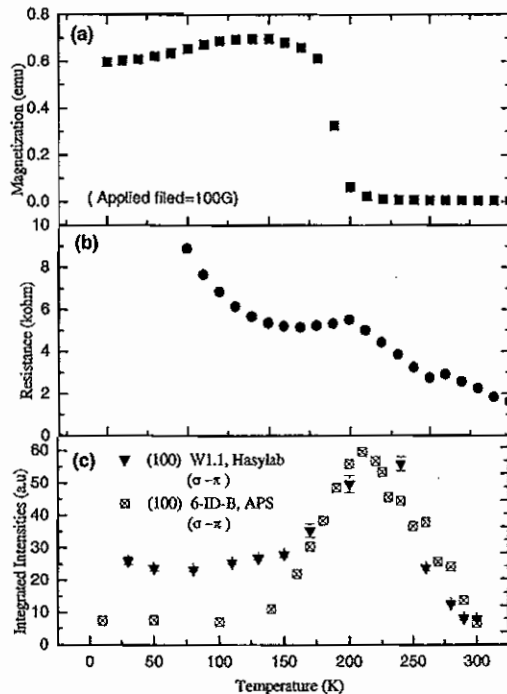 (a)
0.8
0.6
0.4
0.2
0.0
Magnetization (emu)
( Applied filed=100G)
(b)
10
8
6
4
2
0
Resistance (kohm)
(c)
60
50
40
30
20
10
0
Integrated Intensities (a.u)
(100) W1.1, Hasylab
(σ-π)
(100) 6-ID-B, APS
(σ-π)
0 50 100 150 200 250 300
Temperature (K)